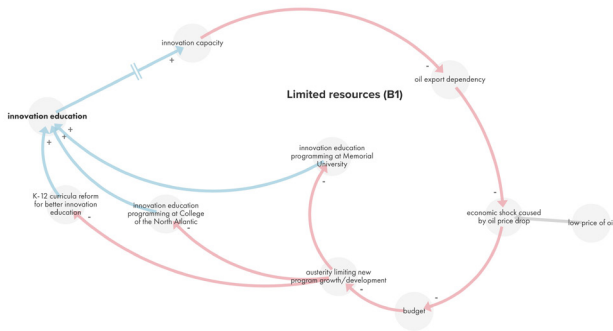 innovation capacity
+
-
oil export dependency
Limited resources (B1)
innovation education
+
+
+
innovation education
programming at Memorial
University
-
K-12 curricula reform
for better innovation
education
-
innovation education
programming at College
of the North Atlantic
-
-
economic shock caused
by oil price drop
low price of oi
austerity limiting new
program growth/development
-
-
budget